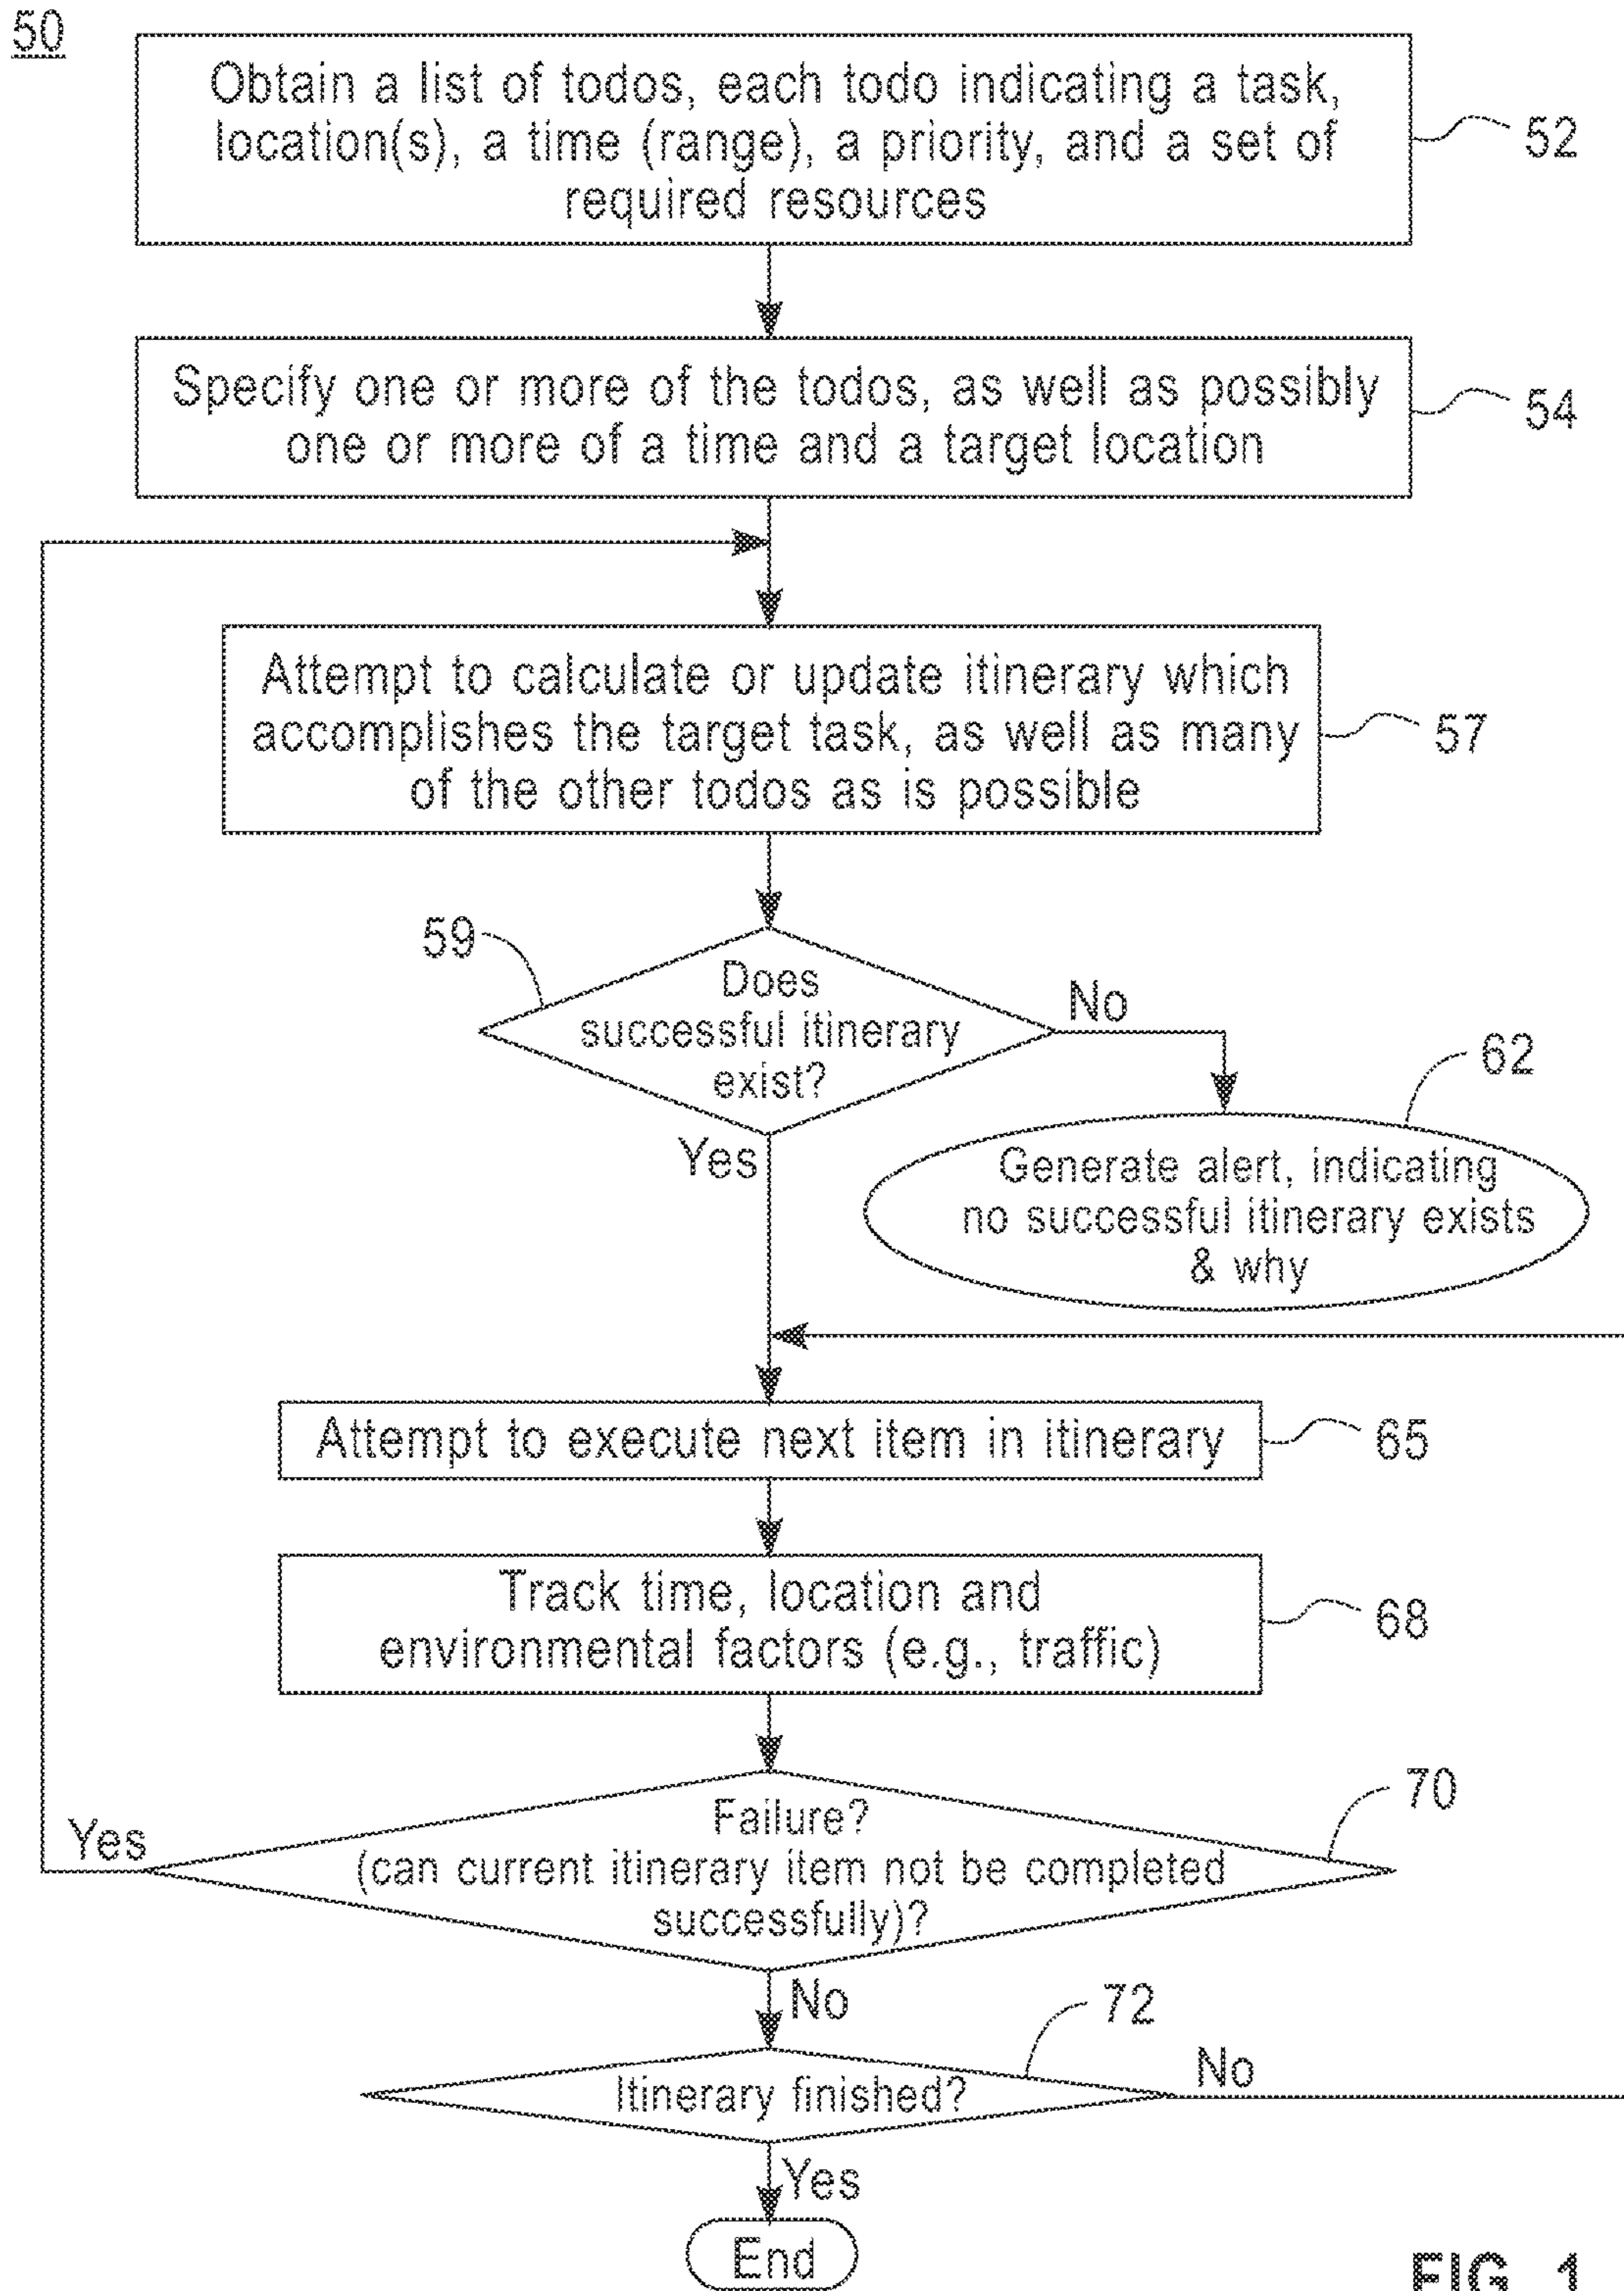 50
Obtain a list of todos, each todo indicating a task,
location(s), a time (range), a priority, and a set of
required resources
52
Specify one or more of the todos, as well as possibly
one or more of a time and a target location
54
Attempt to calculate or update itinerary which
accomplishes the target task, as well as many
of the other todos as is possible
57
59
Does
successful itinerary
exist?
No
Yes
62
Generate alert, indicating
no successful itinerary exists
& why
Attempt to execute next item in itinerary
65
Track time, location and
environmental factors (e.g., traffic)
68
70
Failure?
(can current itinerary item not be completed
successfully)?
Yes
No
72
Itinerary finished?
No
Yes
End
FIG. 1